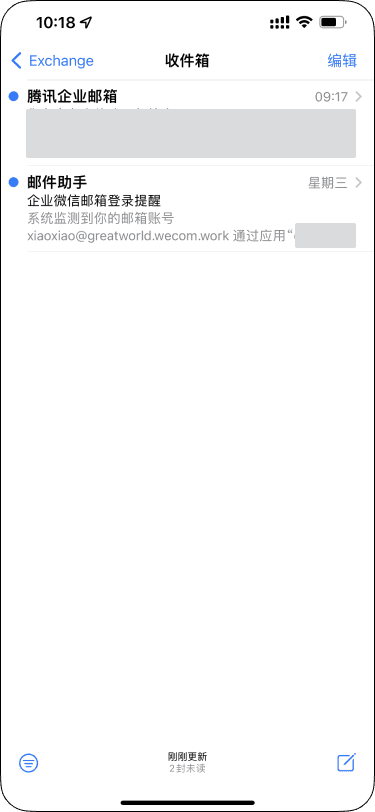 10:18
Exchange
收件箱
编辑
腾讯企业邮箱
09:17
邮件助手
星期三
企业微信邮箱登录提醒
系统监测到你的邮箱账号
xiaoxiao@greatworld.wecom.work 通过应用“
刚刚更新
2封未读